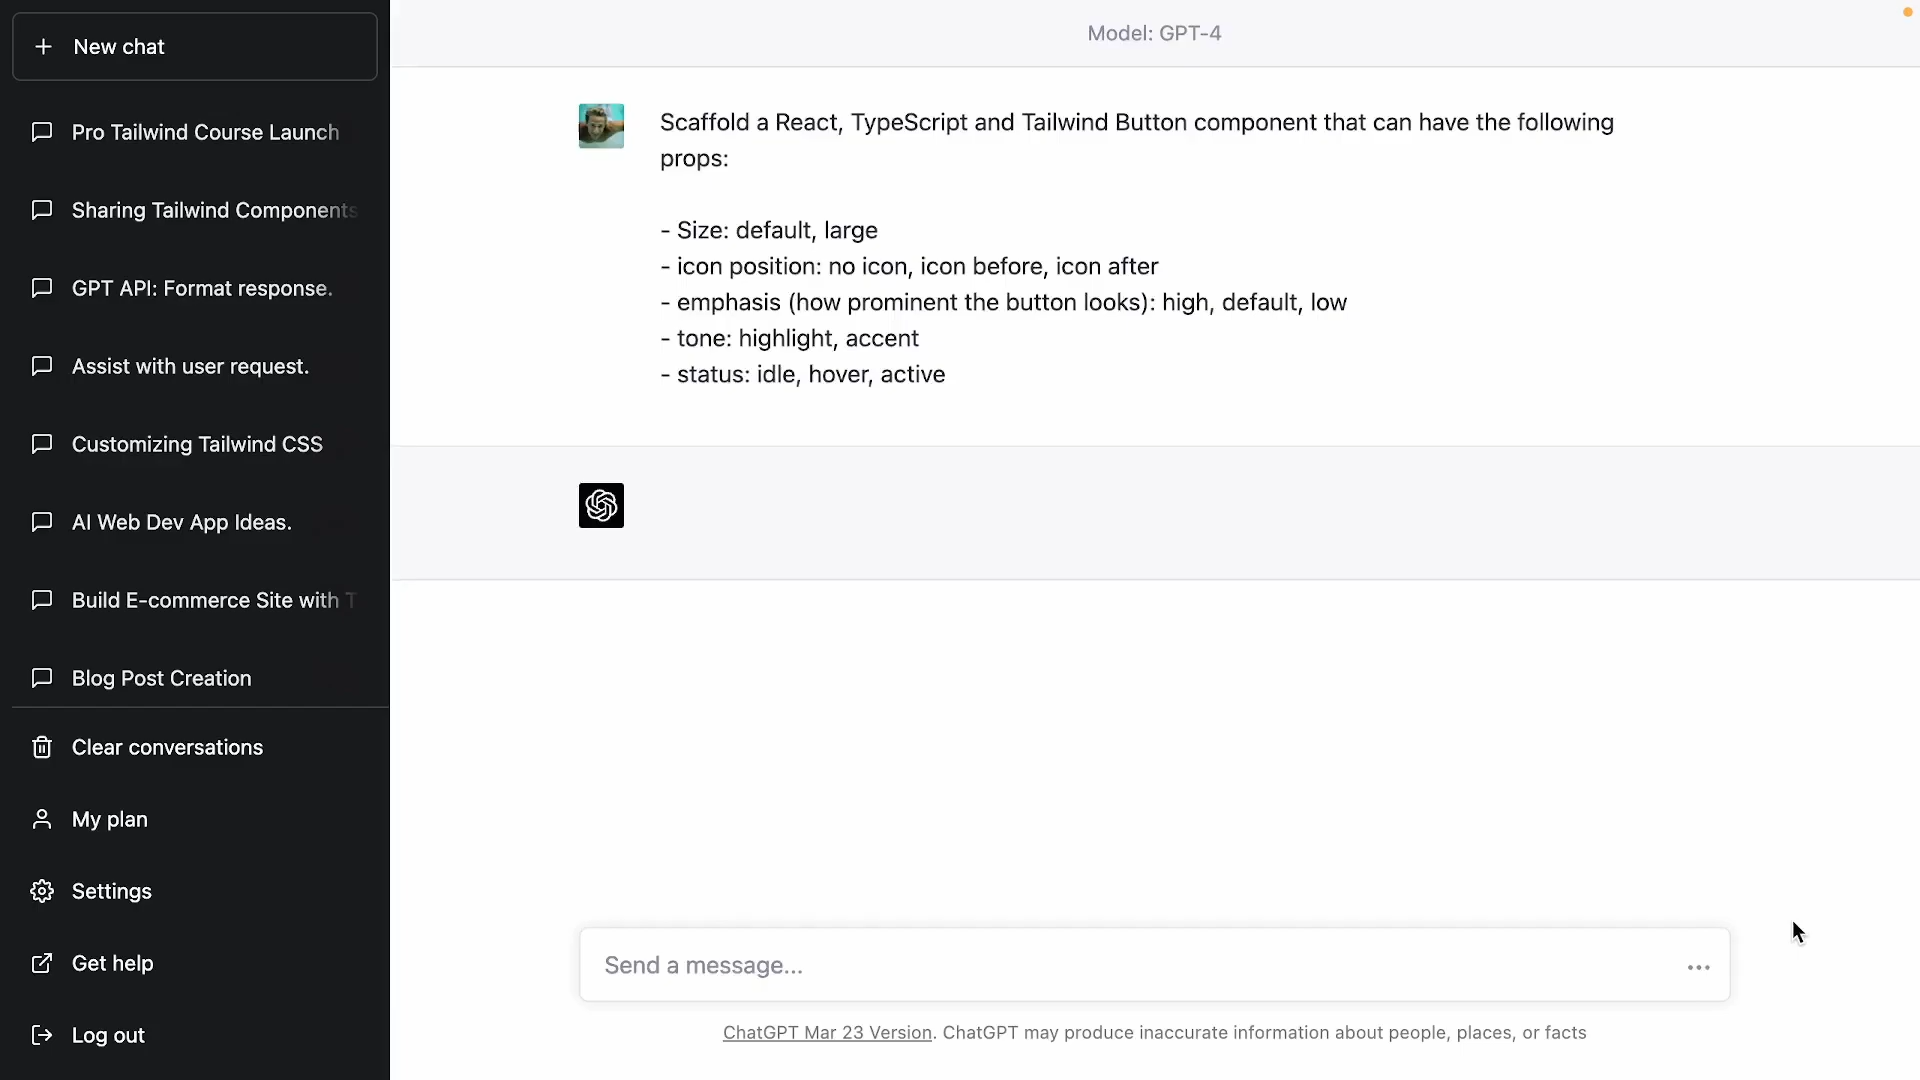 New chat
Pro Tailwind Course Launch
Sharing Tailwind Components
GPT API: Format response.
Assist with user request.
Customizing Tailwind CSS
AI Web Dev App Ideas.
Build E-commerce Site with T
Blog Post Creation
Clear conversations
My plan
Settings
Get help
Log out
Model: GPT-4
Scaffold a React, TypeScript and Tailwind Button component that can have the following
props:
- Size: default, large
- icon position: no icon, icon before, icon after
- emphasis (how prominent the button looks): high, default, low
- tone: highlight, accent
- status: idle, hover, active
Send a message...
ChatGPT Mar 23 Version. ChatGPT may produce inaccurate information about people, places, or facts